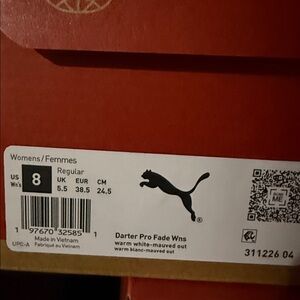 Womens/Femmes
Regular
US UK EUR CM
Wn's 8 5.5 38.5 24.5
1 97670 32585 1
UPC-A Made in Vietnam
Fabriqué au Vietnam
Darter Pro Fade Wns
warm white-mauved out
warm blanc-mauved out
311226 04